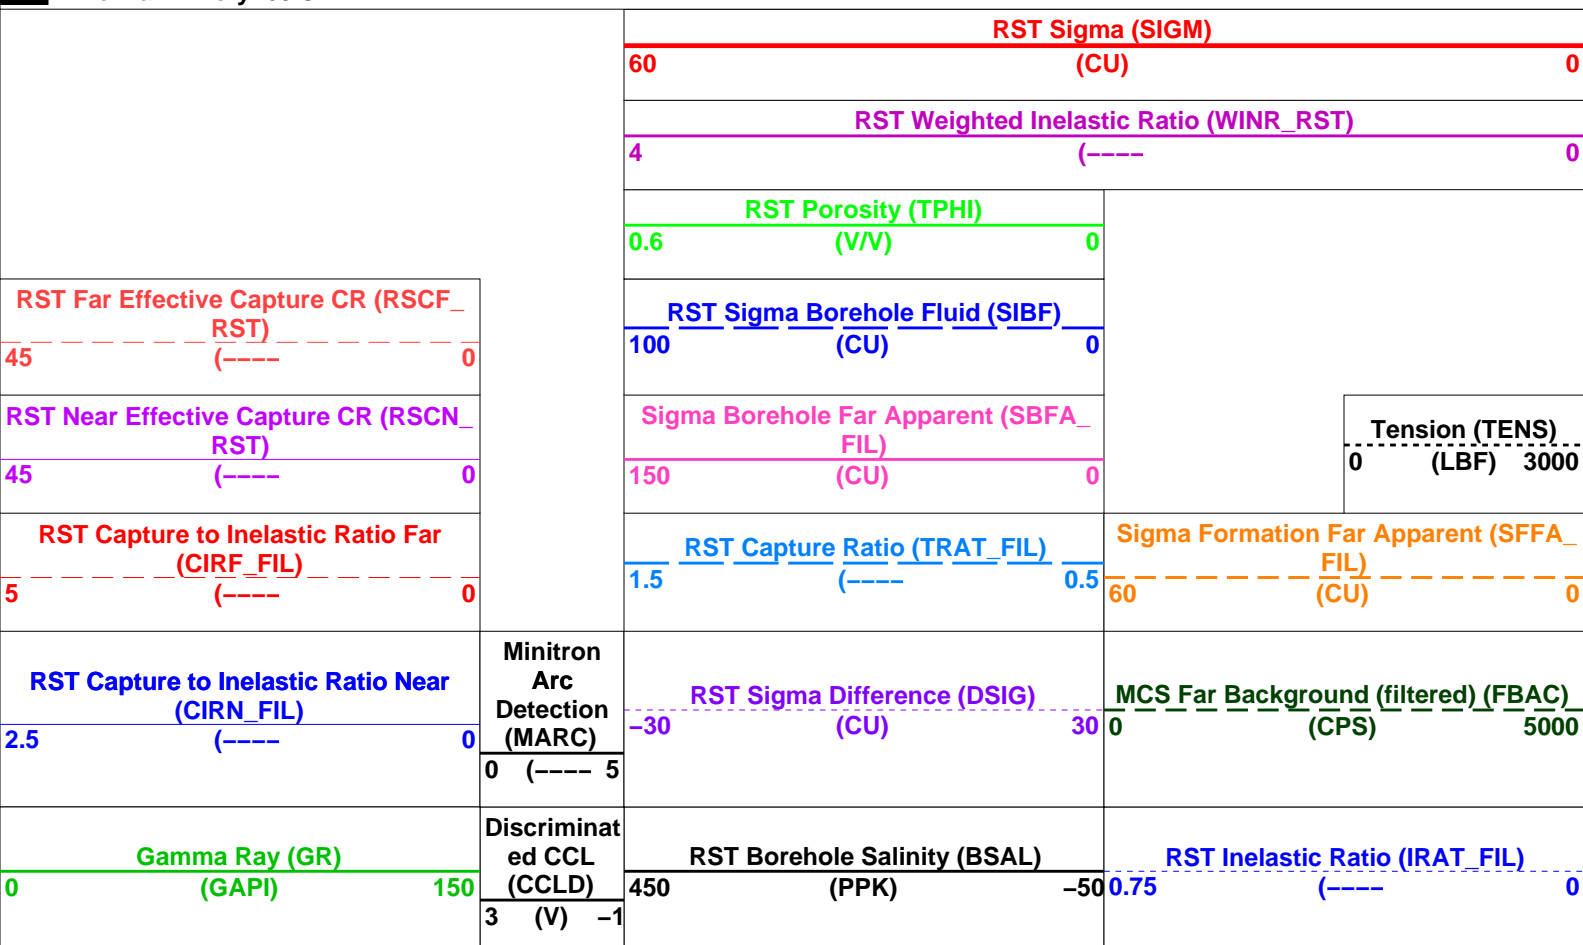 RST Sigma (SIGM)
60 (CU) 0
RST Weighted Inelastic Ratio (WINR_RST)
4 (---- 0
RST Porosity (TPHI)
0.6 (V/V) 0
RST Far Effective Capture CR (RSCF_
RST)
45 (---- 0
RST Sigma Borehole Fluid (SIBF)
100 (CU) 0
RST Near Effective Capture CR (RSCN_
RST)
45 (---- 0
Sigma Borehole Far Apparent (SBFA_
FIL)
150 (CU) 0
Tension (TENS)
0 (LBF) 3000
RST Capture to Inelastic Ratio Far
(CIRF_FIL)
5 (---- 0
RST Capture Ratio (TRAT_FIL)
1.5 (---- 0.5
Sigma Formation Far Apparent (SFFA_
FIL)
60 (CU) 0
RST Capture to Inelastic Ratio Near
(CIRN_FIL)
2.5 (---- 0
Minitron
Arc
Detection
(MARC)
0 (---- 5
RST Sigma Difference (DSIG)
-30 (CU) 30
MCS Far Background (filtered) (FBAC)
0 (CPS) 5000
Gamma Ray (GR)
0 (GAPI) 150
Discriminat
ed CCL
(CCLD)
3 (V) -1
RST Borehole Salinity (BSAL)
450 (PPK) -50
RST Inelastic Ratio (IRAT_FIL)
0.75 (---- 0